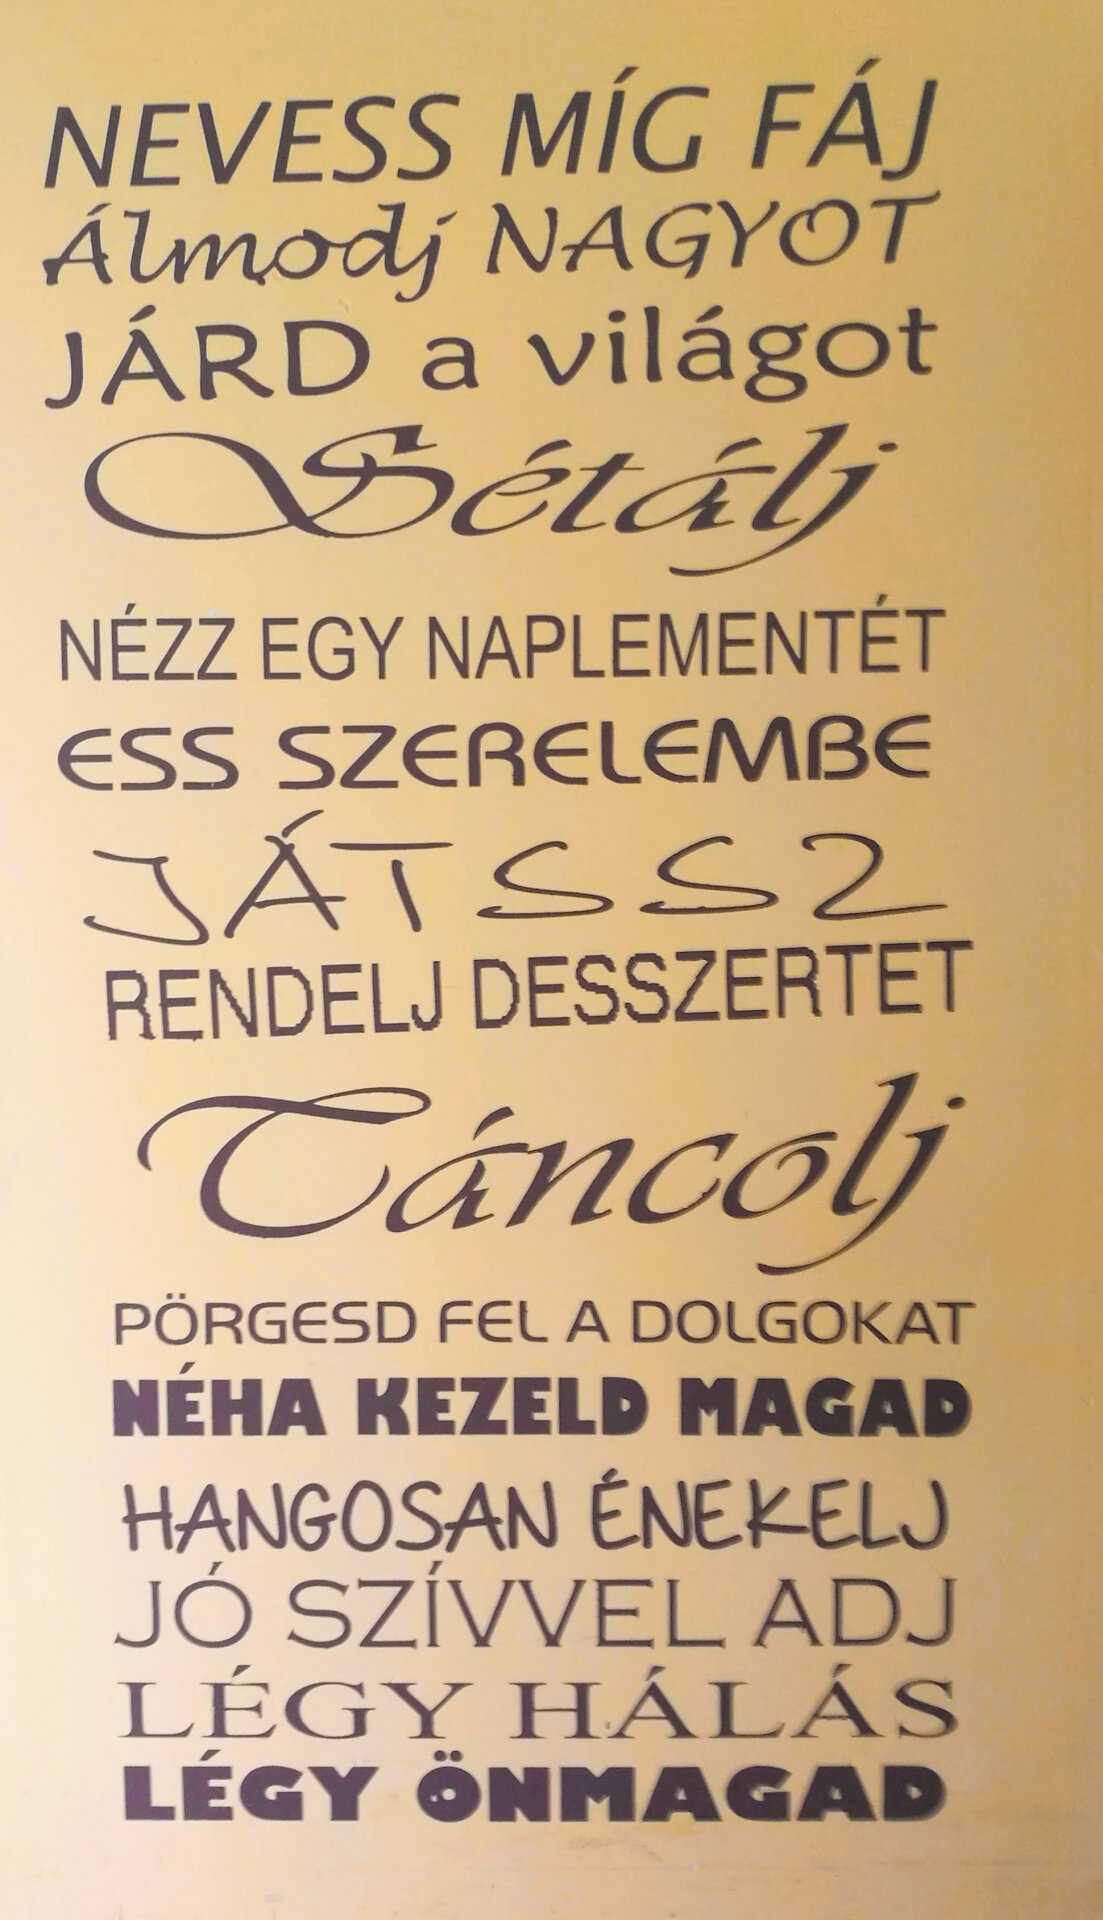 NEVESS MÍG FÁJ
Álmodj NAGYOT
JÁRD a világot
Sétálj
NÉZZ EGY NAPLEMENTÉT
ESS SZERELEMBE
JÁTSSZ
RENDELJ DESSZERTET
Táncolj
PÖRGESD FEL A DOLGOKAT
NÉHA KEZELD MAGAD
HANGOSAN ÉNEKELJ
JÓ SZÍVVEL ADJ
LÉGY HÁLÁS
LÉGY ÖNMAGAD